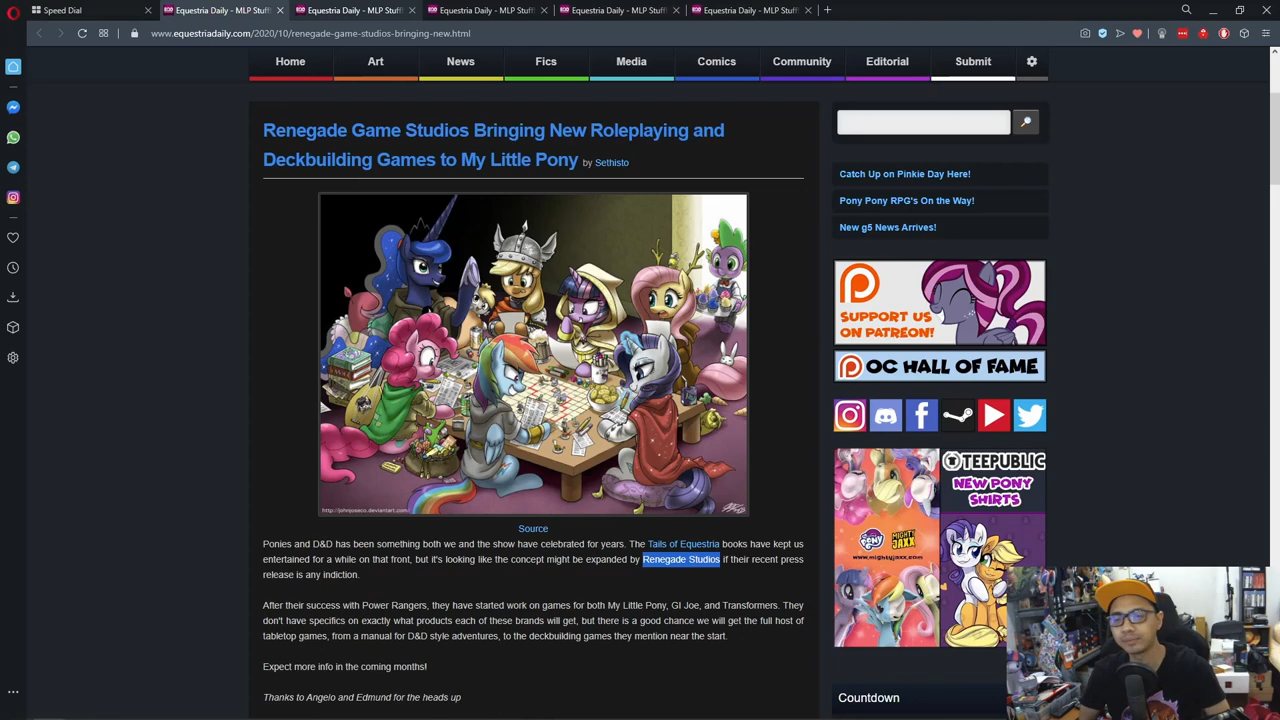 Speed Dial
Equestria Daily - MLP Stuff!
Equestria Daily - MLP Stuff!
Equestria Daily - MLP Stuff!
Equestria Daily - MLP Stuff!
Equestria Daily - MLP Stuff!
www.equestriadaily.com/2020/10/renegade-game-studios-bringing-new.html
Home
Art
News
Fics
Media
Comics
Community
Editorial
Submit
Renegade Game Studios Bringing New Roleplaying and
Deckbuilding Games to My Little Pony by Sethisto
http://johnjoseco.deviantart.com/
Source
Ponies and D&D has been something both we and the show have celebrated for years. The Tails of Equestria books have kept us
entertained for a while on that front, but it's looking like the concept might be expanded by Renegade Studios if their recent press
release is any indiction.
After their success with Power Rangers, they have started work on games for both My Little Pony, GI Joe, and Transformers. They
don't have specifics on exactly what products each of these brands will get, but there is a good chance we will get the full host of
tabletop games, from a manual for D&D style adventures, to the deckbuilding games they mention near the start.
Expect more info in the coming months!
Thanks to Angelo and Edmund for the heads up
Catch Up on Pinkie Day Here!
Pony Pony RPG's On the Way!
New g5 News Arrives!
SUPPORT US
ON PATREON!
OC HALL OF FAME
MIGHTY
JAXX
www.mightyjaxx.com
TEEPUBLIC
NEW PONY
SHIRTS
Countdown